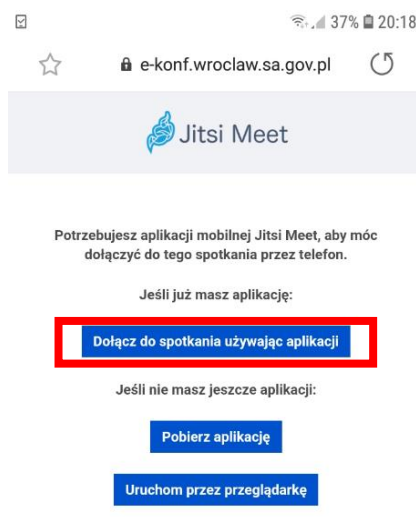 37% 20:18
e-konf.wroclaw.sa.gov.pl
Jitsi Meet
Potrzebujesz aplikacji mobilnej Jitsi Meet, aby móc
dołączyć do tego spotkania przez telefon.
Jeśli już masz aplikację:
Dołącz do spotkania używając aplikacji
Jeśli nie masz jeszcze aplikacji:
Pobierz aplikację
Uruchom przez przeglądarkę